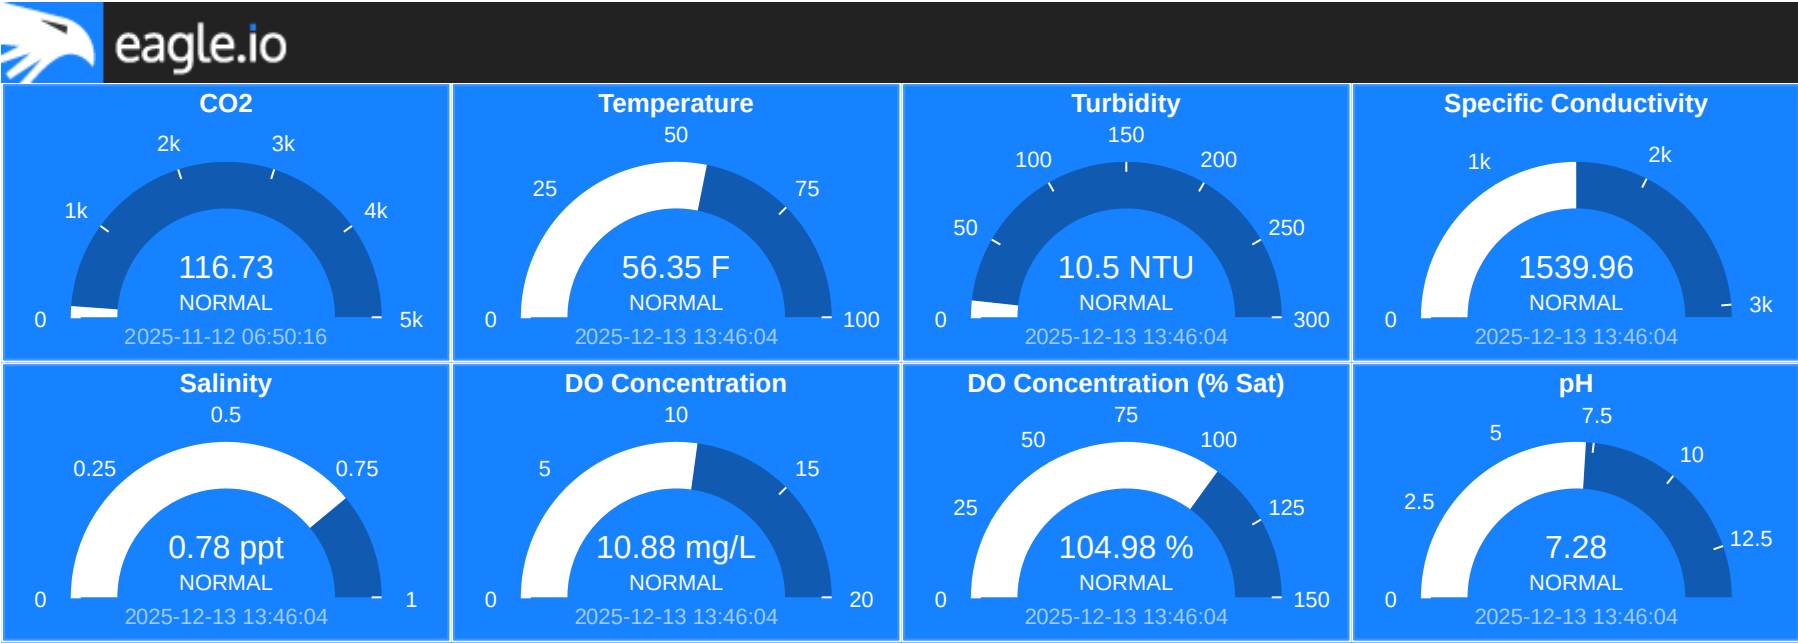 eagle.io
CO2
2k
3k
1k
4k
116.73
NORMAL
0
5k
2025-11-12 06:50:16
Temperature
50
25
75
56.35 F
NORMAL
0
100
2025-12-13 13:46:04
Turbidity
150
100
200
50
250
10.5 NTU
NORMAL
0
300
2025-12-13 13:46:04
Specific Conductivity
1k
2k
1539.96
NORMAL
0
3k
2025-12-13 13:46:04
Salinity
0.5
0.25
0.75
0.78 ppt
NORMAL
0
1
2025-12-13 13:46:04
DO Concentration
10
5
15
10.88 mg/L
NORMAL
0
20
2025-12-13 13:46:04
DO Concentration (% Sat)
75
50
100
25
125
104.98 %
NORMAL
0
150
2025-12-13 13:46:04
pH
7.5
5
10
2.5
12.5
7.28
NORMAL
0
2025-12-13 13:46:04